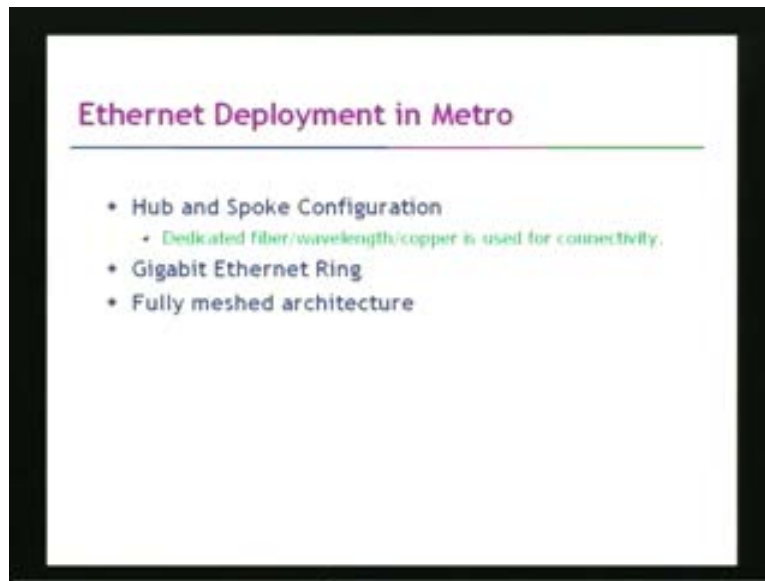 Ethernet Deployment in Metro
Hub and Spoke Configuration
Dedicated fiber/wavelength/copper is used for connectivity.
Gigabit Ethernet Ring
Fully meshed architecture